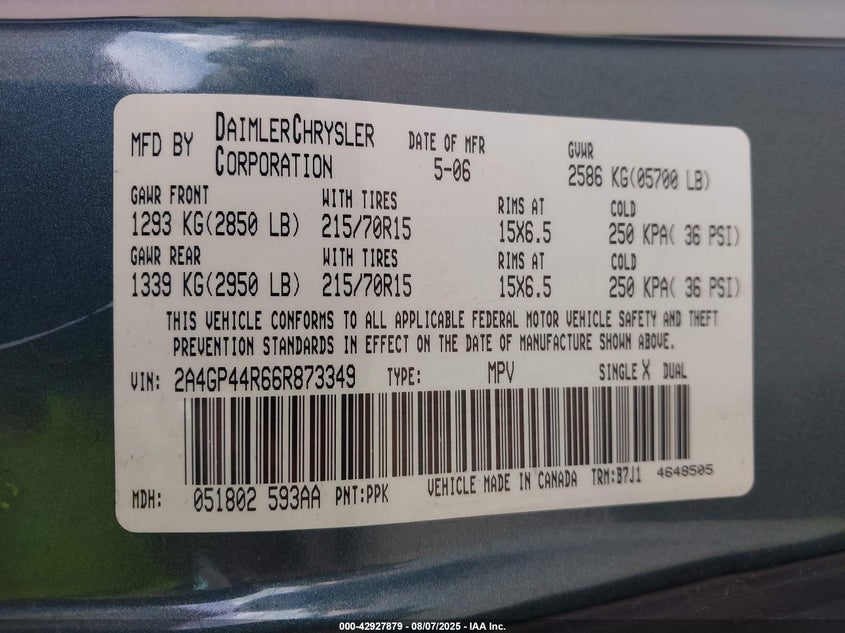 MFD BY DAIMLERCHRYSLER CORPORATION DATE OF MFR 5-06 GVWR 2586 KG(05700 LB)
GAWR FRONT WITH TIRES RIMS AT COLD
1293 KG(2850 LB) 215/70R15 15X6.5 250 KPA( 36 PSI)
GAWR REAR WITH TIRES RIMS AT COLD
1339 KG(2950 LB) 215/70R15 15X6.5 250 KPA( 36 PSI)
THIS VEHICLE CONFORMS TO ALL APPLICABLE FEDERAL MOTOR VEHICLE SAFETY AND THEFT
PREVENTION STANDARDS IN EFFECT ON THE DATE OF MANUFACTURE SHOWN ABOVE.
VIN: 2A4GP44R66R873349 TYPE: MPV SINGLE X DUAL
MDH: 051802 593AA PNT:PPK VEHICLE MADE IN CANADA TRM:B7J1 4648505
000-42927879 - 08/07/2025 - IAA Inc.